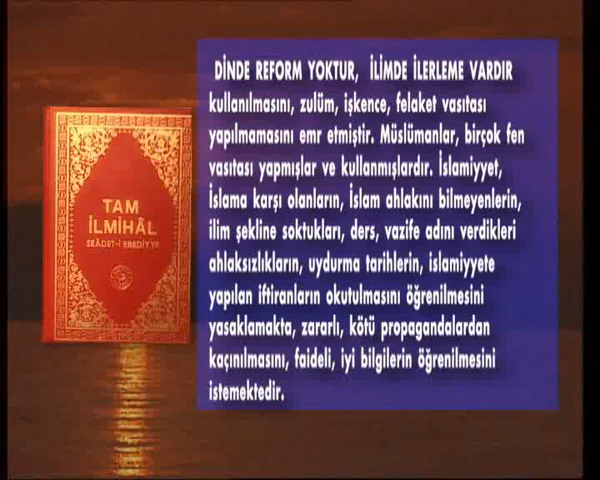 DİNDE REFORM YOKTUR, İLİMDE İLERLEME VARDIR
kullanılmasını, zulüm, işkence, felaket vasıtası
yapılmamasını emr etmiştir. Müslümanlar, birçok fen
vasıtası yapmışlar ve kullanmışlardır. İslamiyyet,
İslama karşı olanların, İslam ahlakını bilmeyenlerin,
ilim şekline soktukları, ders, vazife adını verdikleri
ahlaksızlıkların, uydurma tarihlerin, islamiyyete
yapılan iftiranların okutulmasını öğrenilmesini
yasaklamakta, zararlı, kötü propagandalardan
kaçınılmasını, faideli, iyi bilgilerin öğrenilmesini
istemektedir.
TAM
İLMİHÂL
SEÂDET-İ EBEDİYYE